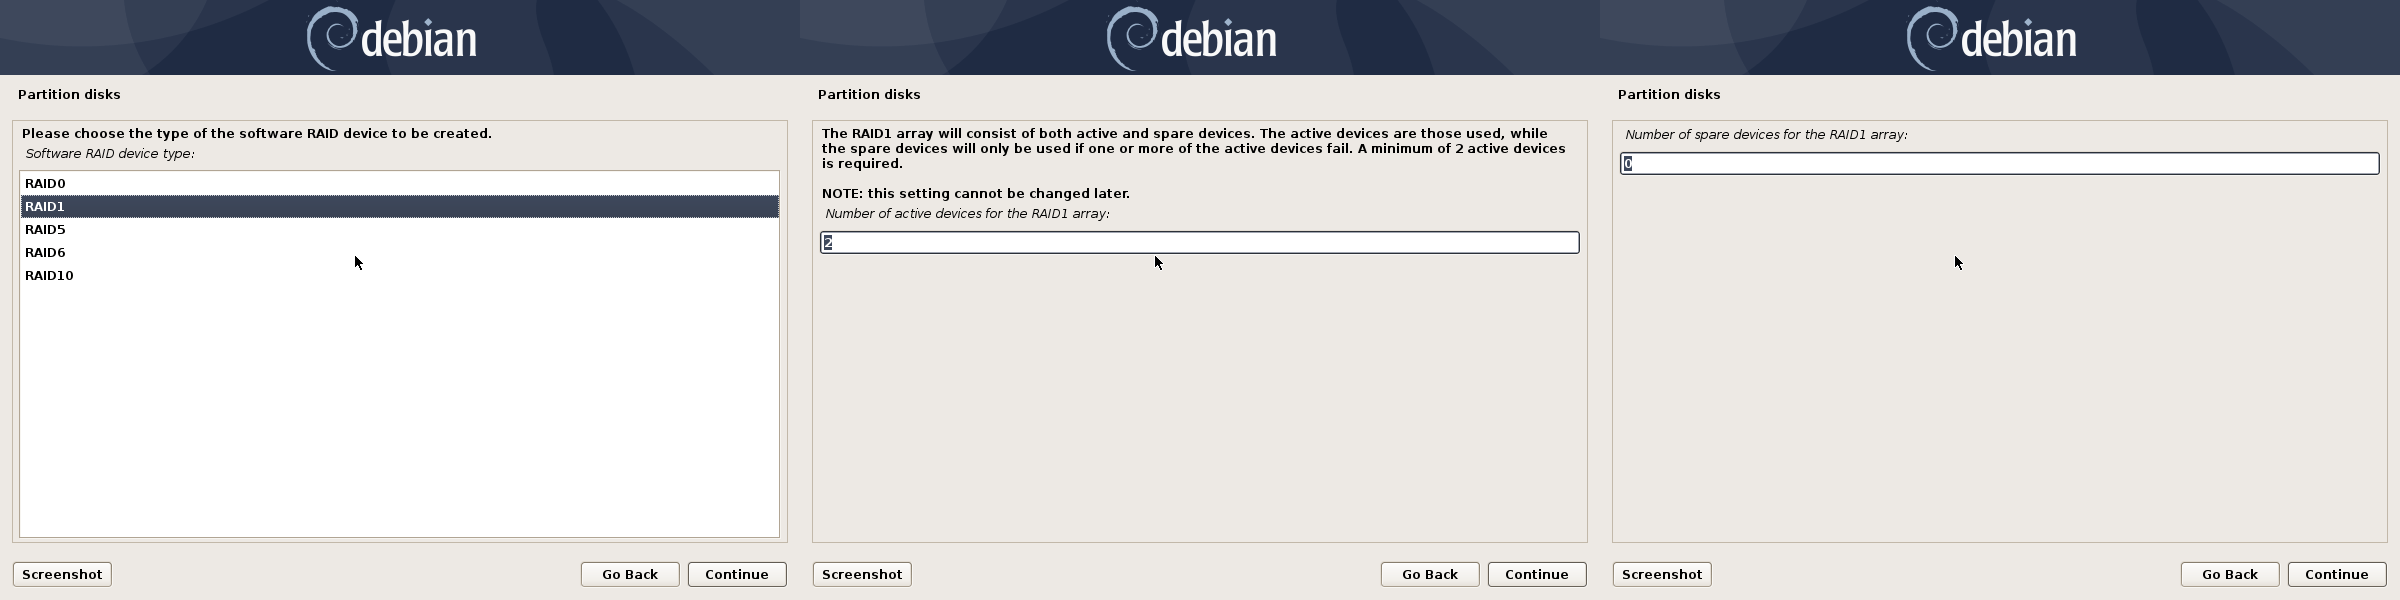 debian
Partition disks
Please choose the type of the software RAID device to be created.
Software RAID device type:
RAID0
RAID1
RAID5
RAID6
RAID10
Screenshot
Go Back
Continue
debian
Partition disks
The RAID1 array will consist of both active and spare devices. The active devices are those used, while
the spare devices will only be used if one or more of the active devices fail. A minimum of 2 active devices
is required.
NOTE: this setting cannot be changed later.
Number of active devices for the RAID1 array:
2
Screenshot
Go Back
Continue
debian
Partition disks
Number of spare devices for the RAID1 array:
0
Screenshot
Go Back
Continue